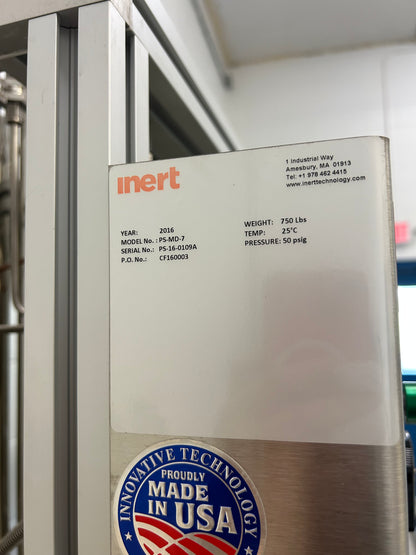 inert
1 Industrial Way
Amesbury, MA 01913
Tel: +1 978 462 4415
www.inerttechnology.com
YEAR: 2016
MODEL No. : PS-MD-7
SERIAL No.: PS-16-0109A
P.O. No.: CF160003
WEIGHT: 750 Lbs
TEMP: 25°C
PRESSURE: 50 psig
INNOVATIVE TECHNOLOGY
PROUDLY
MADE
IN USA